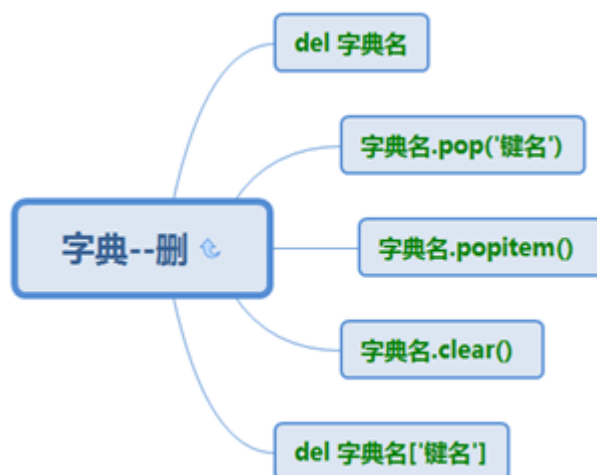 del 字典名
字典名.pop('键名')
字典--删
字典名.popitem()
字典名.clear()
del 字典名['键名']